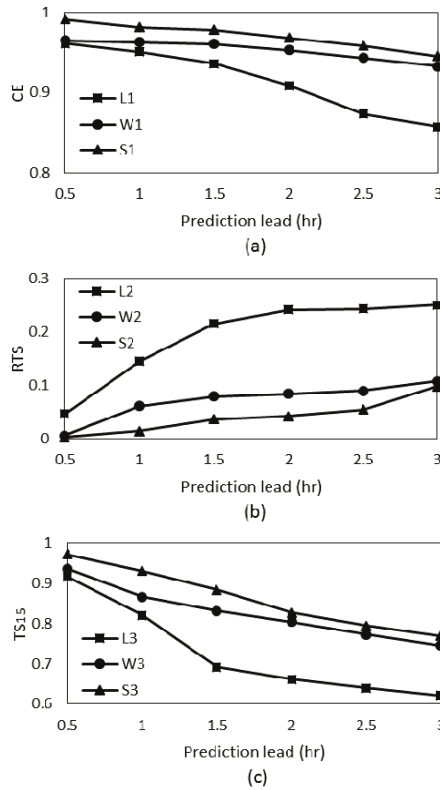 1
0.9
0.8
CE
L1
W1
S1
0.5 1 1.5 2 2.5 3
Prediction lead (hr)
(a)
0.3
0.2
0.1
0
RTS
L2
W2
S2
0.5 1 1.5 2 2.5 3
Prediction lead (hr)
(b)
1
0.9
0.8
0.7
0.6
TS15
L3
W3
S3
0.5 1 1.5 2 2.5 3
Prediction lead (hr)
(c)